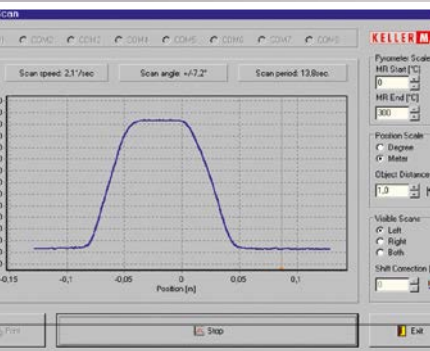 can
COM2
COM3
COM4
COM5
COM6
COM7
COM8
KELLER M
Scan speed: 2,1°/sec
Scan angle: +/-7,2°
Scan period: 13,8sec.
Pyrometer Scale
MR Start [°C]
0
MR End [°C]
300
Position Scale
Degree
Meter
Object Distance
1,0
Visible Scans
Left
Right
Both
Shift Correction [
0
-0,15
-0,1
-0,05
0
0,05
0,1
Position [m]
Print
Stop
Exit